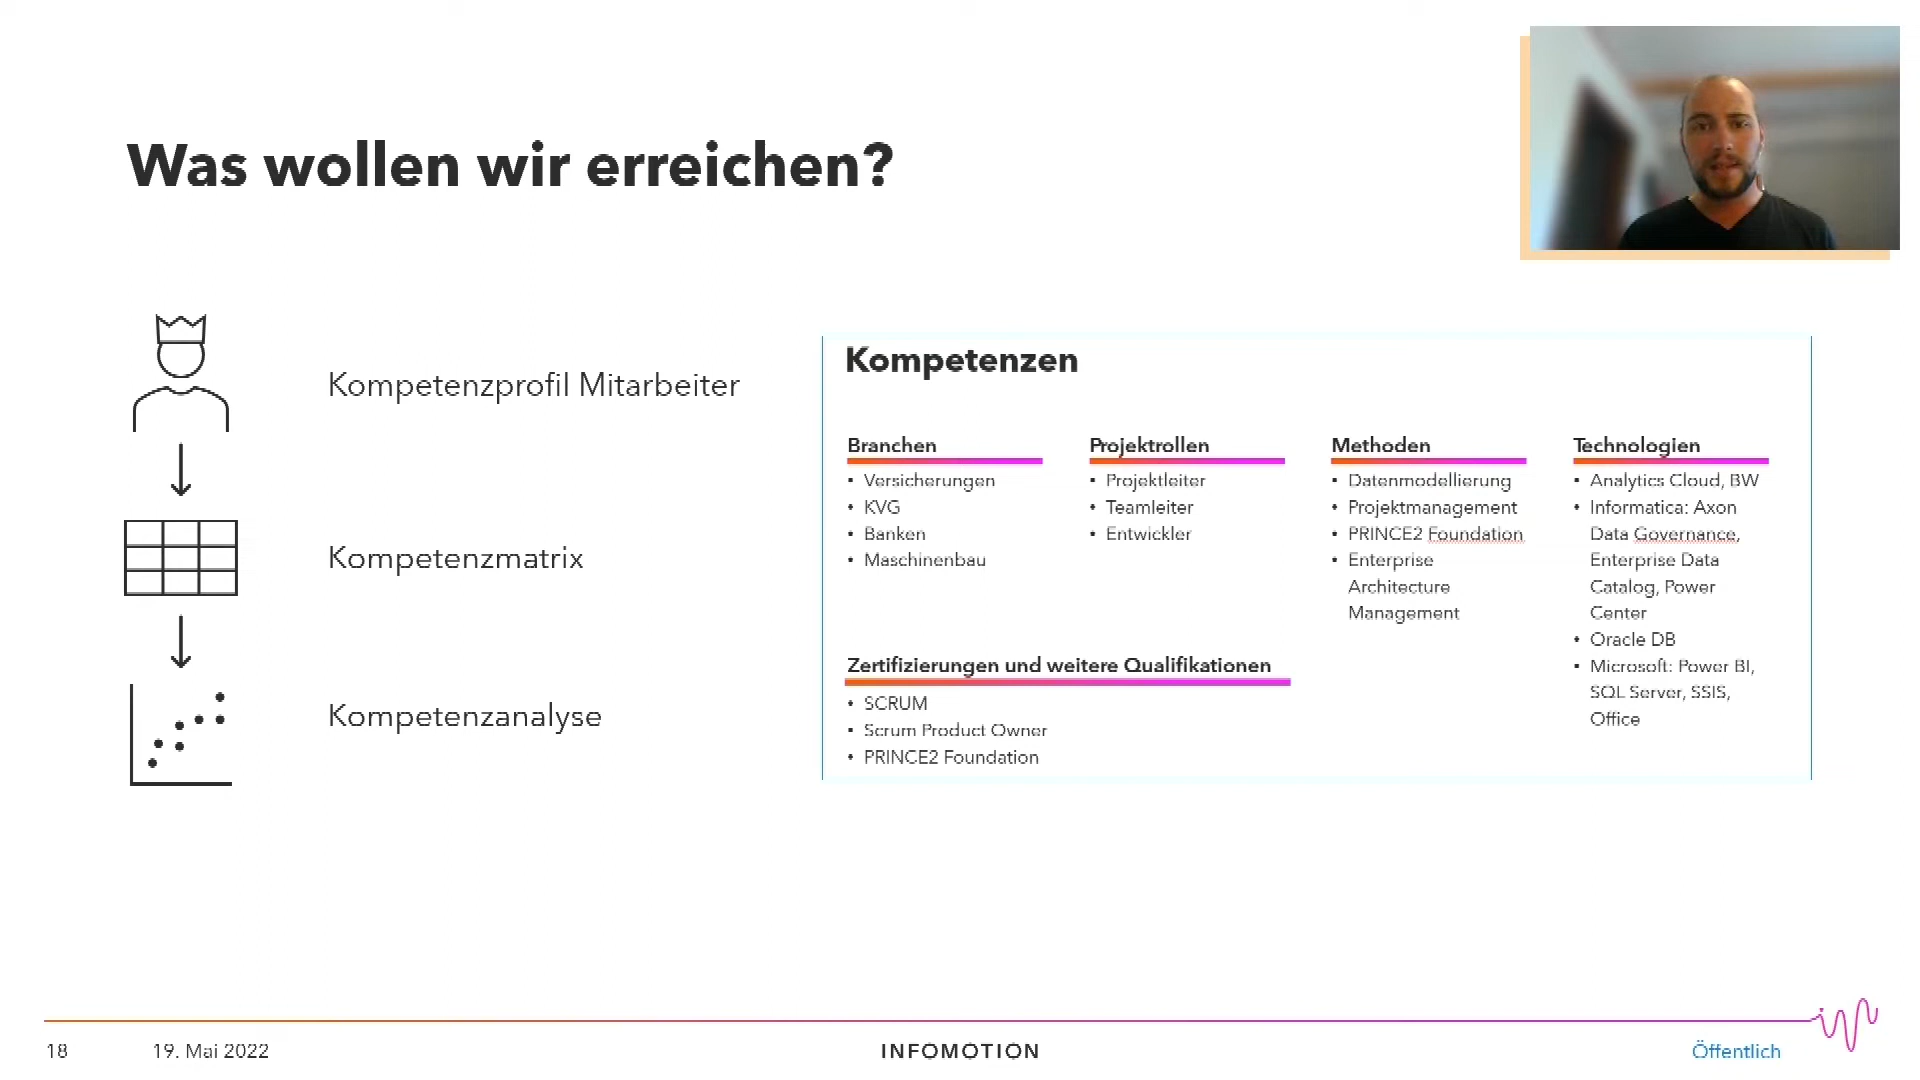 Was wollen wir erreichen?
Kompetenzprofil Mitarbeiter
Kompetenzmatrix
Kompetenzanalyse
Kompetenzen
Branchen
• Versicherungen
• KVG
• Banken
• Maschinenbau
Projektrollen
• Projektleiter
• Teamleiter
• Entwickler
Methoden
• Datenmodellierung
• Projektmanagement
• PRINCE2 Foundation
• Enterprise
Architecture
Management
Technologien
• Analytics Cloud, BW
• Informatica: Axon
Data Governance,
Enterprise Data
Catalog, Power
Center
• Oracle DB
• Microsoft: Power BI,
SQL Server, SSIS,
Office
Zertifizierungen und weitere Qualifikationen
• SCRUM
• Scrum Product Owner
• PRINCE2 Foundation
18
19. Mai 2022
INFOMOTION
Öffentlich